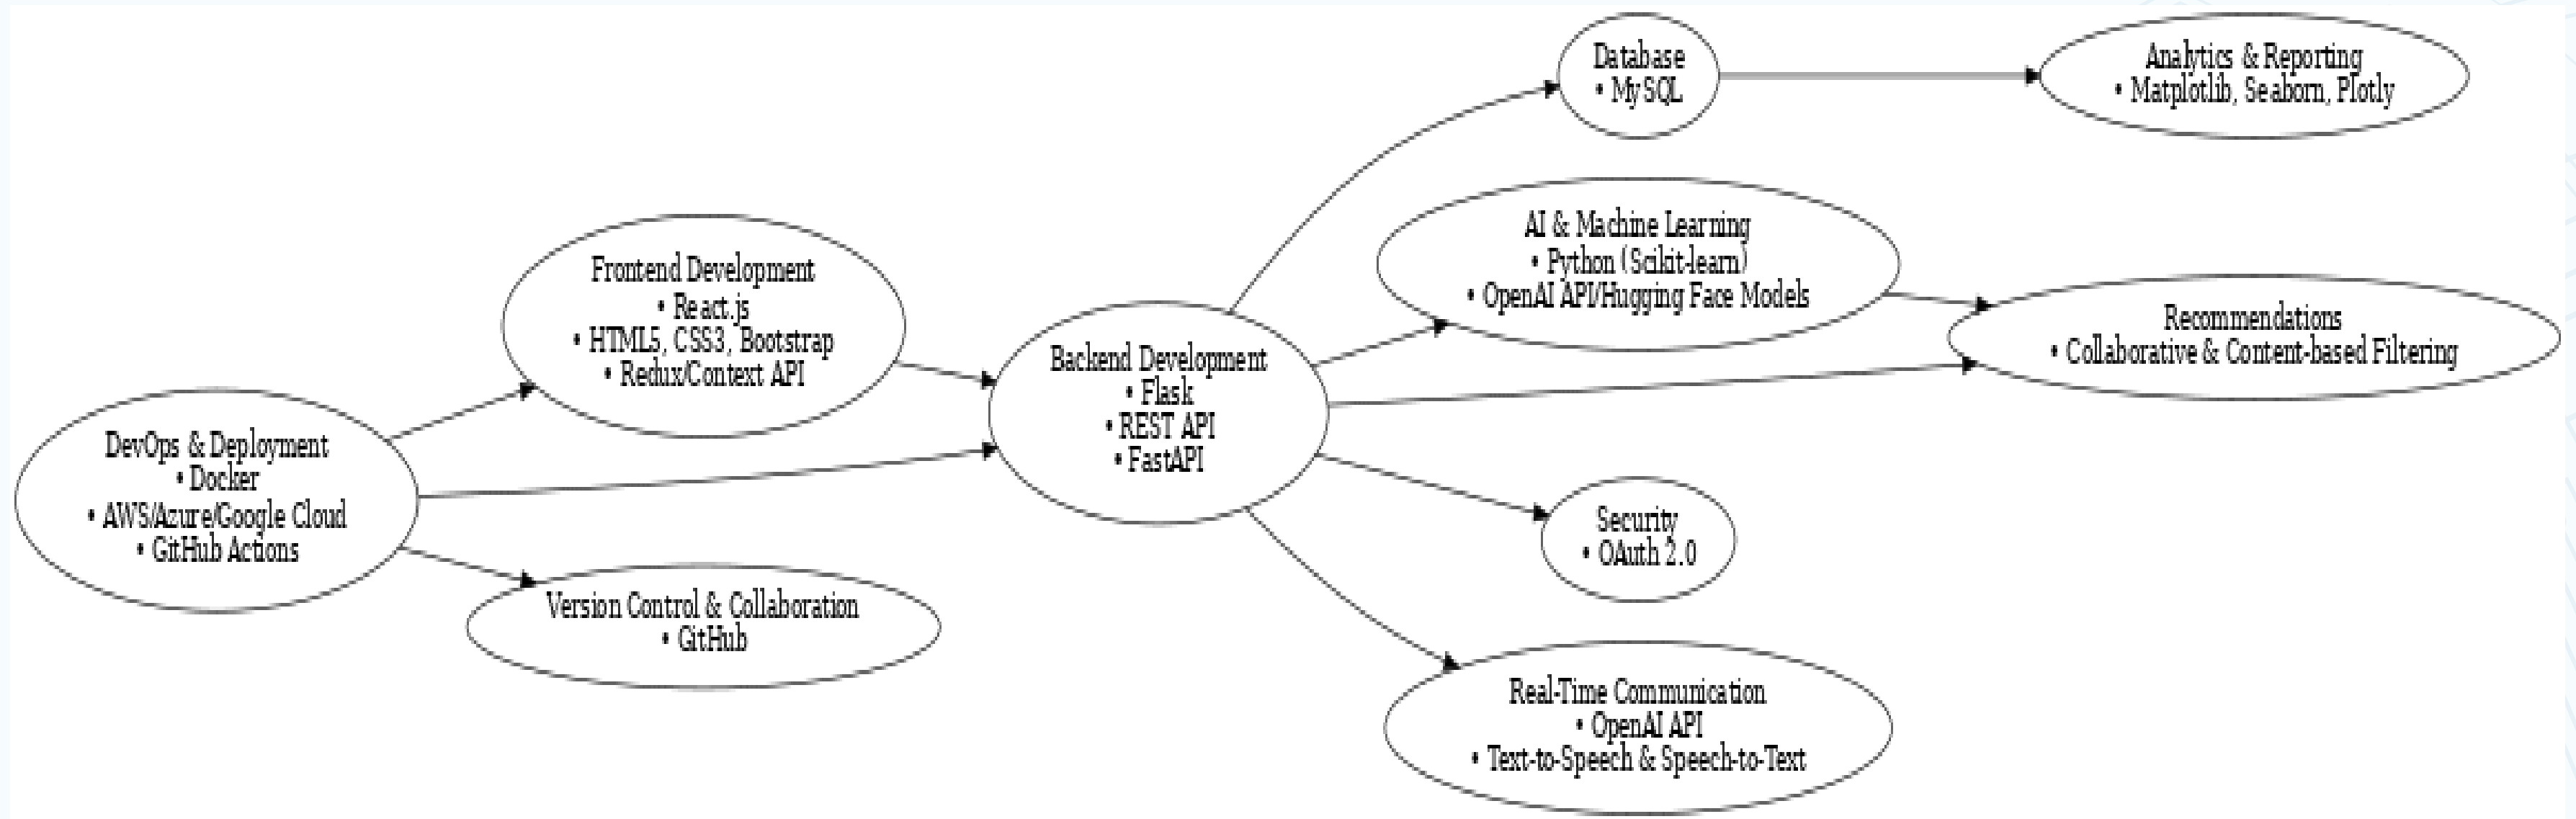 DevOps & Deployment
• Docker
• AWS/Azure/Google Cloud
• GitHub Actions
Frontend Development
• React.js
• HTML5, CSS3, Bootstrap
• Redux/Context API
Version Control & Collaboration
• GitHub
Backend Development
• Flask
• REST API
• FastAPI
Database
• MySQL
AI & Machine Learning
• Python (Scikit-learn)
• OpenAI API/Hugging Face Models
Security
• OAuth 2.0
Real-Time Communication
• OpenAI API
• Text-to-Speech & Speech-to-Text
Analytics & Reporting
• Matplotlib, Seaborn, Plotly
Recommendations
• Collaborative & Content-based Filtering